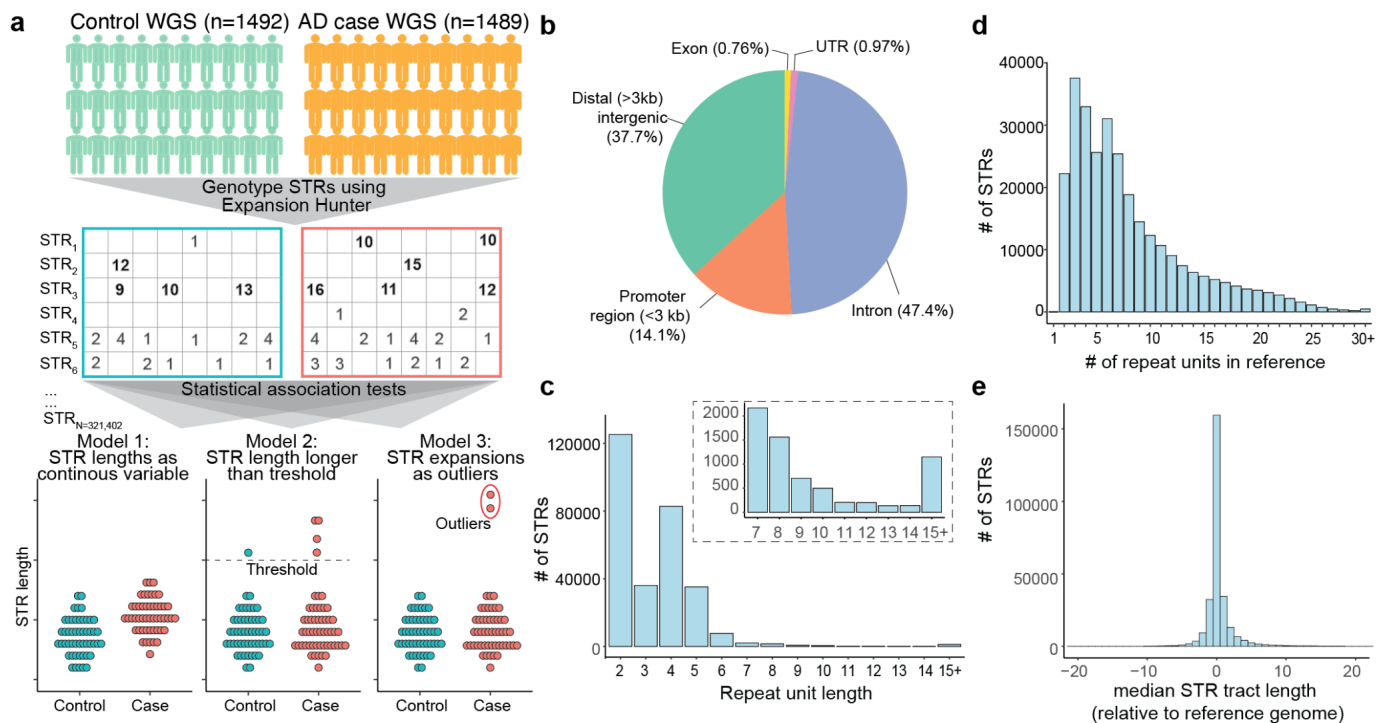 a
Control WGS (n=1492)
AD case WGS (n=1489)
Genotype STRs using
Expansion Hunter
STR1 1 10 10
STR2 12 15
STR3 9 10 13 16 11 12
STR4 1 2
STR5 2 4 1 1 2 4 4 2 1 4 2 1
STR6 2 2 1 1 1 3 3 1 2 1 2
Statistical association tests
...
...
STRN=321,402
Model 1:
STR lengths as
continous variable
Model 2:
STR length longer
than treshold
Model 3:
STR expansions
as outliers
Outliers
Threshold
STR length
Control Case Control Case Control Case
b
Exon (0.76%)
UTR (0.97%)
Distal (>3kb)
intergenic
(37.7%)
Promoter
region (<3 kb)
(14.1%)
Intron (47.4%)
c
# of STRs
120000
80000
40000
0
2 3 4 5 6 7 8 9 10 11 12 13 14 15+
Repeat unit length
2000
1500
1000
500
0
7 8 9 10 11 12 13 14 15+
d
# of STRs
40000
30000
20000
10000
0
1 5 10 15 20 25 30+
# of repeat units in reference
e
# of STRs
150000
100000
50000
0
−20 −10 0 10 20
median STR tract length
(relative to reference genome)